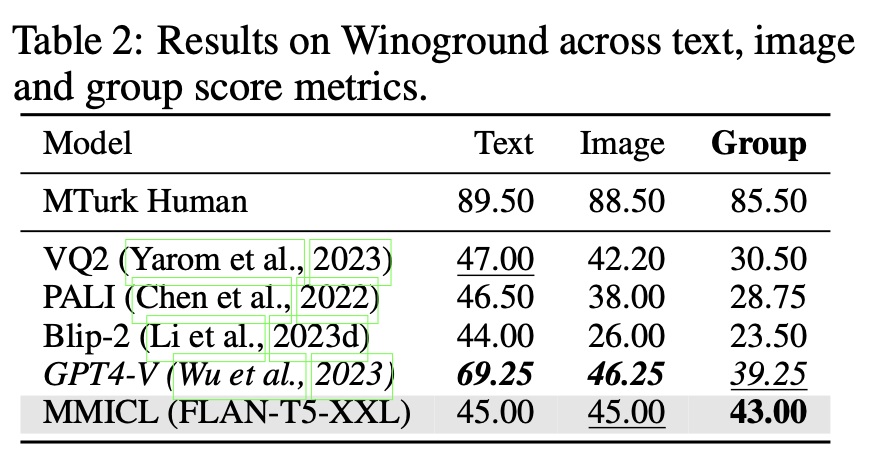 Table 2: Results on Winoground across text, image
and group score metrics.
Model Text Image Group
MTurk Human 89.50 88.50 85.50
VQ2 (Yarom et al., 2023) 47.00 42.20 30.50
PALI (Chen et al., 2022) 46.50 38.00 28.75
Blip-2 (Li et al., 2023d) 44.00 26.00 23.50
GPT4-V (Wu et al., 2023) 69.25 46.25 39.25
MMICL (FLAN-T5-XXL) 45.00 45.00 43.00